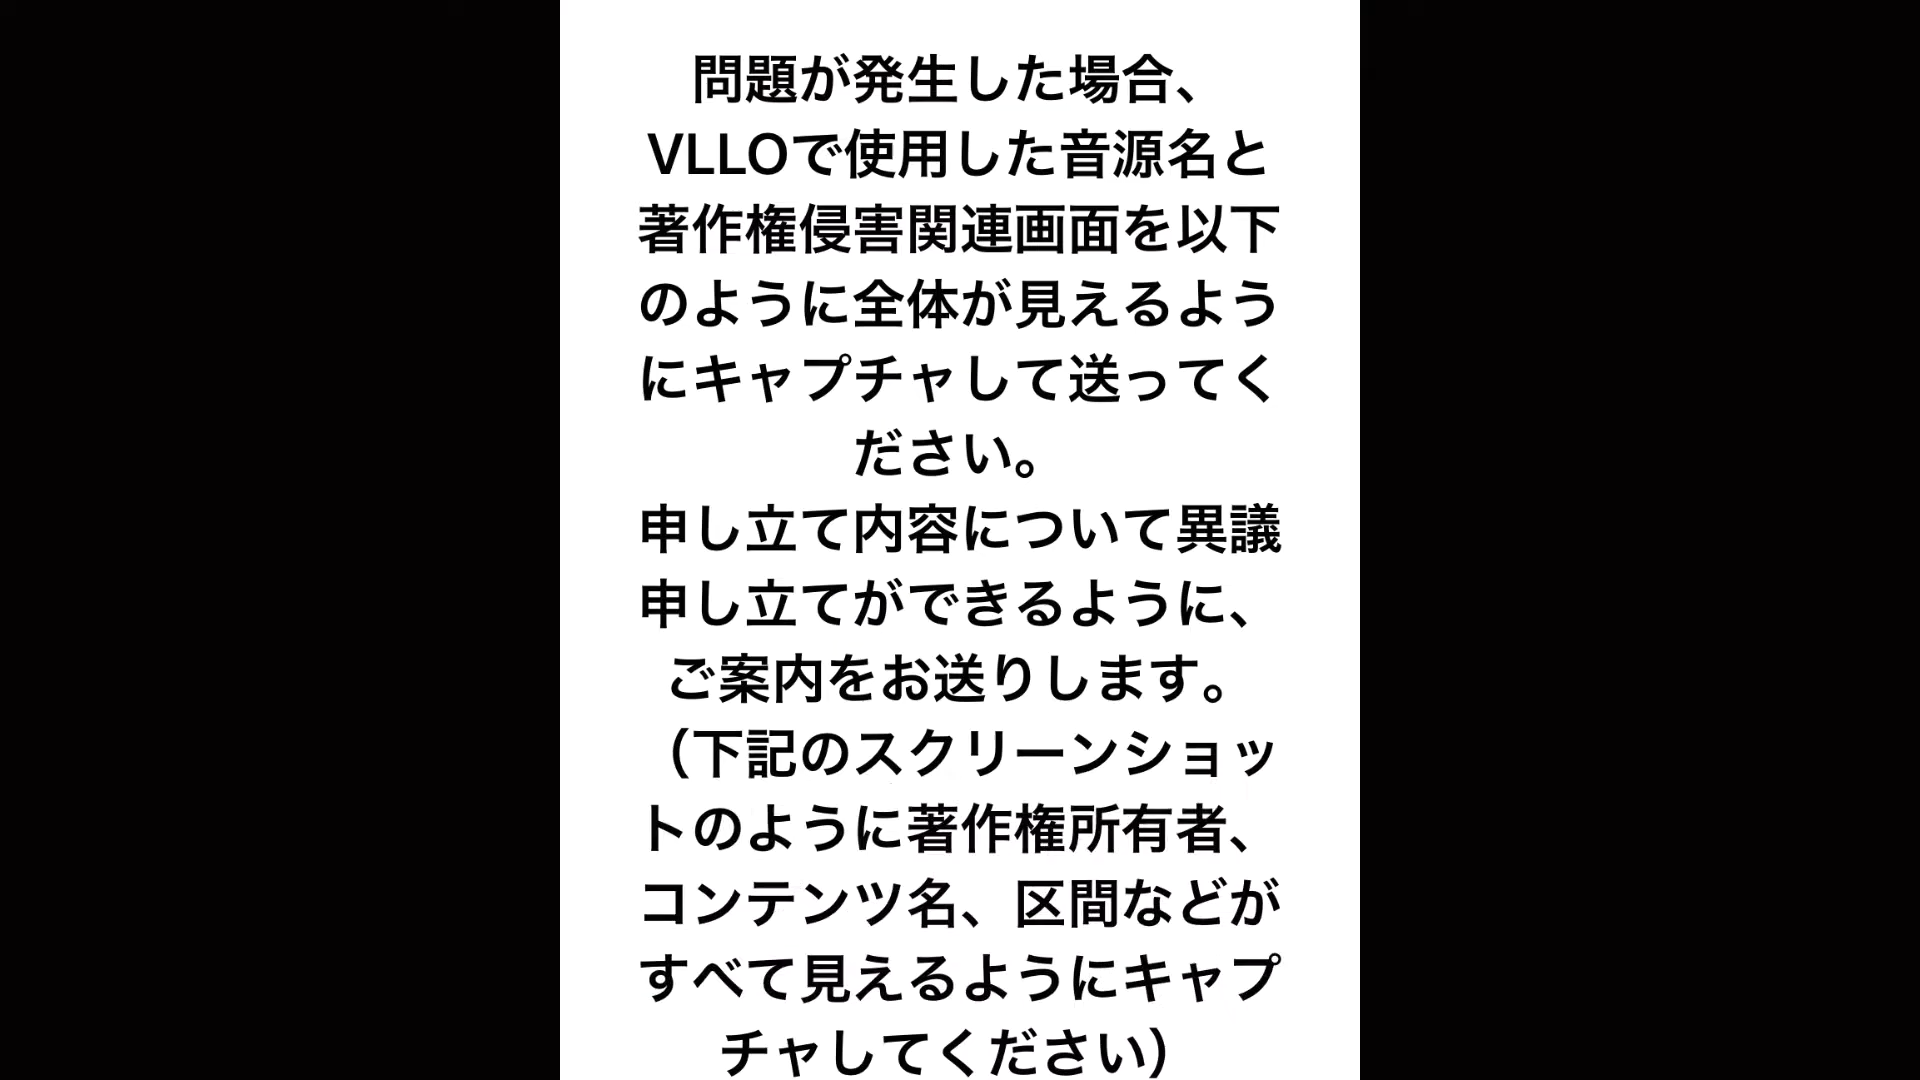 問題が発生した場合、
VLLOで使用した音源名と
著作権侵害関連画面を以下
のように全体が見えるよう
にキャプチャして送ってく
ださい。
申し立て内容について異議
申し立てができるように、
ご案内をお送りします。
（下記のスクリーンショッ
トのように著作権所有者、
コンテンツ名、区間などが
すべて見えるようにキャプ
チャしてください）